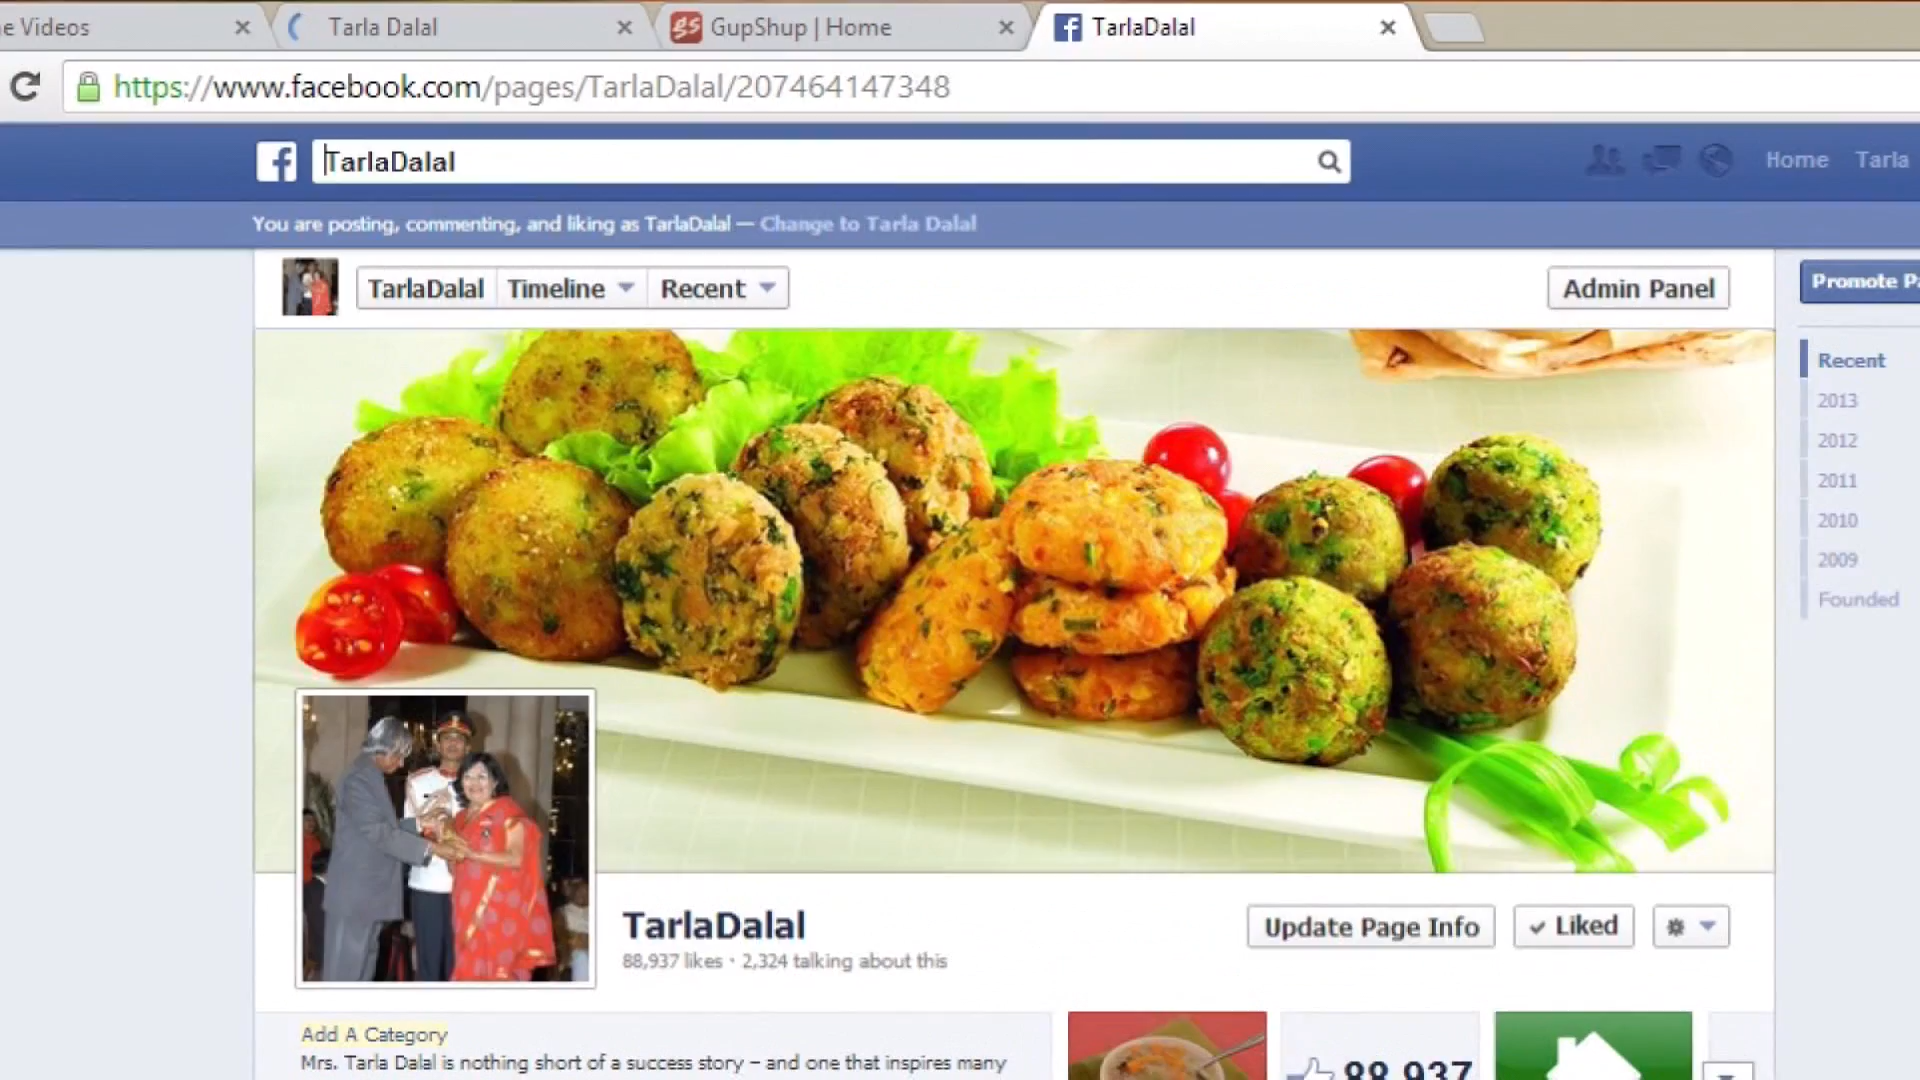 e Videos
Tarla Dalal
GupShup | Home
TarlaDalal
https://www.facebook.com/pages/TarlaDalal/207464147348
TarlaDalal
Home Tarla
You are posting, commenting, and liking as TarlaDalal — Change to Tarla Dalal
TarlaDalal Timeline Recent
Admin Panel
Promote Pa
Recent
2013
2012
2011
2010
2009
Founded
TarlaDalal
88,937 likes · 2,324 talking about this
Update Page Info
Liked
Add A Category
Mrs. Tarla Dalal is nothing short of a success story – and one that inspires many
88,937